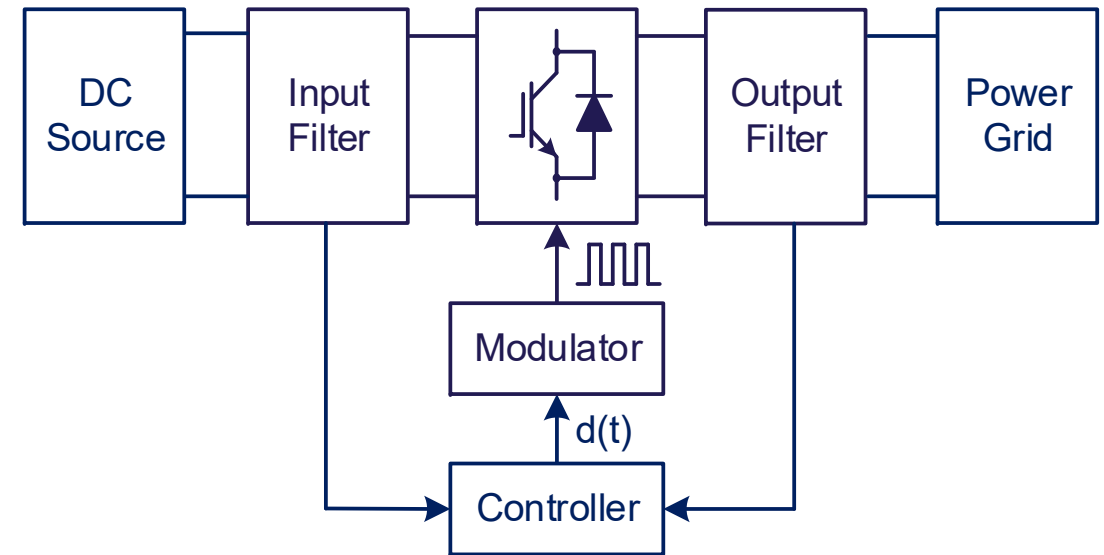 DC
Source
Input
Filter
Output
Filter
Power
Grid
Modulator
d(t)
Controller